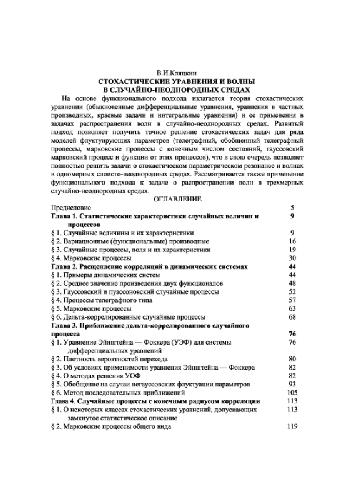 В.И.Кляцкин
СТОХАСТИЧЕСКИЕ УРАВНЕНИЯ И ВОЛНЫ
В СЛУЧАЙНО-НЕОДНОРОДНЫХ СРЕДАХ
На основе функционального подхода излагается теория стохастических
уравнений (обыкновенные дифференциальные уравнения, уравнения в частных
производных, краевые задачи и интегральные уравнения) и ее применения в
задачах распространения волн в случайно-неоднородных средах. Развитый
подход позволяет получить точное решение стохастических задач для ряда
моделей флуктуирующих параметров (телеграфный, обобщенный телеграфный
процессы, марковские процессы с конечным числом состояний, гауссовский
марковский процесс и функции от этих процессов), что в свою очередь позволяет
полностью решить задачи о стохастическом параметрическом резонансе и волнах
в одномерных слоисто-неоднородных средах. Рассматривается также применение
функционального подхода к задаче о распространении волн в трехмерных
случайно-неоднородных средах.
ОГЛАВЛЕНИЕ
Предисловие 5
Глава 1. Статистические характеристики случайных величин и 9
процессов
§ 1. Случайные величины и их характеристики 9
§ 2. Вариационные (функциональные) производные 16
§ 3. Случайные процессы, поля и их характеристики 19
§ 4. Марковские процессы 30
Глава 2. Расщепление корреляций в динамических системах 44
§ 1. Примеры динамических систем 44
§ 2. Среднее значение произведения двух функционалов 48
§ 3. Гауссовский и пуассоновский случайные процессы 52
§ 4. Процессы телеграфного типа 57
§ 5. Марковские процессы 63
§ 6. Дельта-коррелированные случайные процессы 68
Глава 3. Приближение дельта-коррелированного случайного
процесса 76
§ 1. Уравнение Эйнштейна — Фоккера (УЭФ) для системы 76
дифференциальных уравнений
§ 2. Плотность вероятностей перехода 80
§ 3. Об условиях применимости уравнения Эйнштейна — Фоккера 82
§ 4. О методах решения УЭФ 82
§ 5. Обобщение на случай негауссовских флуктуаций параметров 93
§ 6. Метод последовательных приближений 105
Глава 4. Случайные процессы с конечным радиусом корреляции 113
§ 1. О некоторых классах стохастических уравнений, допускающих 113
замкнутое статистическое описание
§ 2. Марковские процессы общего вида 119